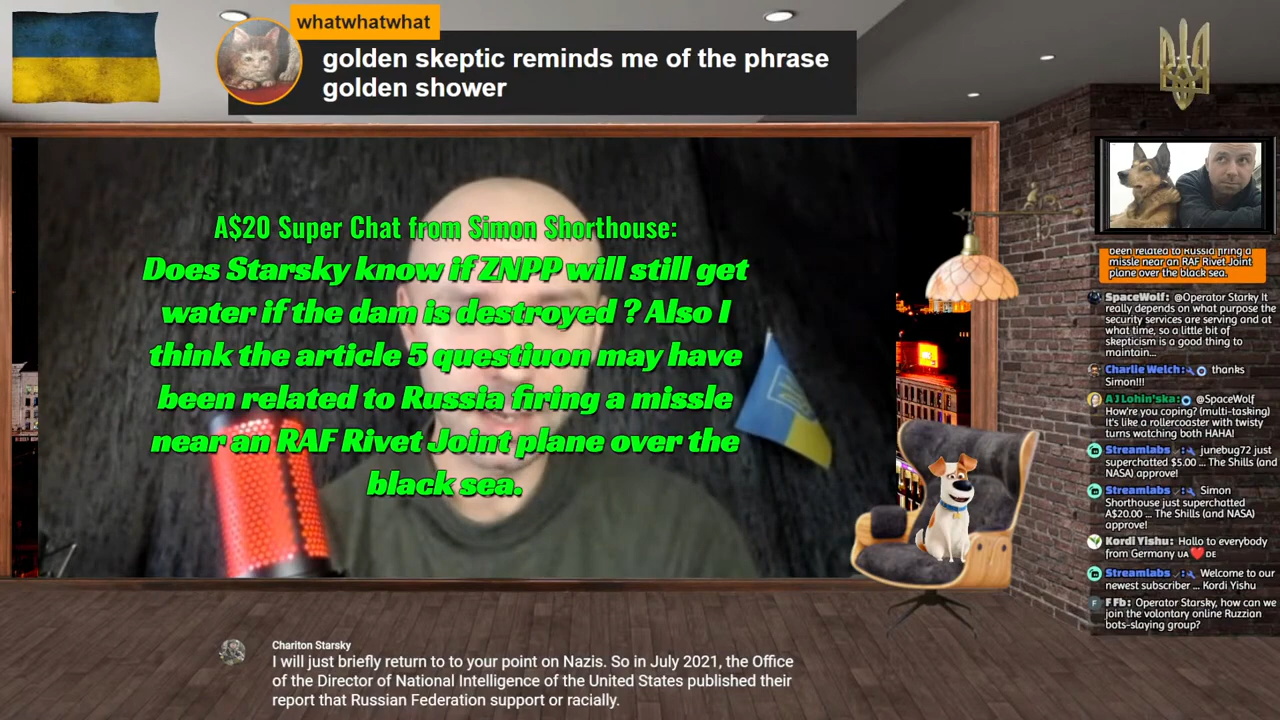 whatwhatwhat
golden skeptic reminds me of the phrase
golden shower
A$20 Super Chat from Simon Shorthouse:
Does Starsky know if ZNPP will still get
water if the dam is destroyed ? Also I
think the article 5 questiuon may have
been related to Russia firing a missle
near an RAF Rivet Joint plane over the
black sea.
been related to Russia firing a
missle near an RAF Rivet Joint
plane over the black sea.
SpaceWolf: @Operator Starky It
really depends on what purpose the
security services are serving and at
what time, so a little bit of
skepticism is a good thing to
maintain...
Charlie Welch: thanks
Simon!!!
A J Lohin'ska: @SpaceWolf
How're you coping? (multi-tasking)
It's like a rollercoaster with twisty
turns watching both HAHA!
Streamlabs : junebug72 just
superchatted $5.00 ... The Shills (and
NASA) approve!
Streamlabs : Simon
Shorthouse just superchatted
A$20.00 ... The Shills (and NASA)
approve!
Kordi Yishu: Hallo to everybody
from Germany UA❤️DE
Streamlabs : Welcome to our
newest subscriber ... Kordi Yishu
F
F Fb: Operator Starsky, how can we
join the volontary online Ruzzian
bots-slaying group?
Chariton Starsky
I will just briefly return to to your point on Nazis. So in July 2021, the Office
of the Director of National Intelligence of the United States published their
report that Russian Federation support or racially.